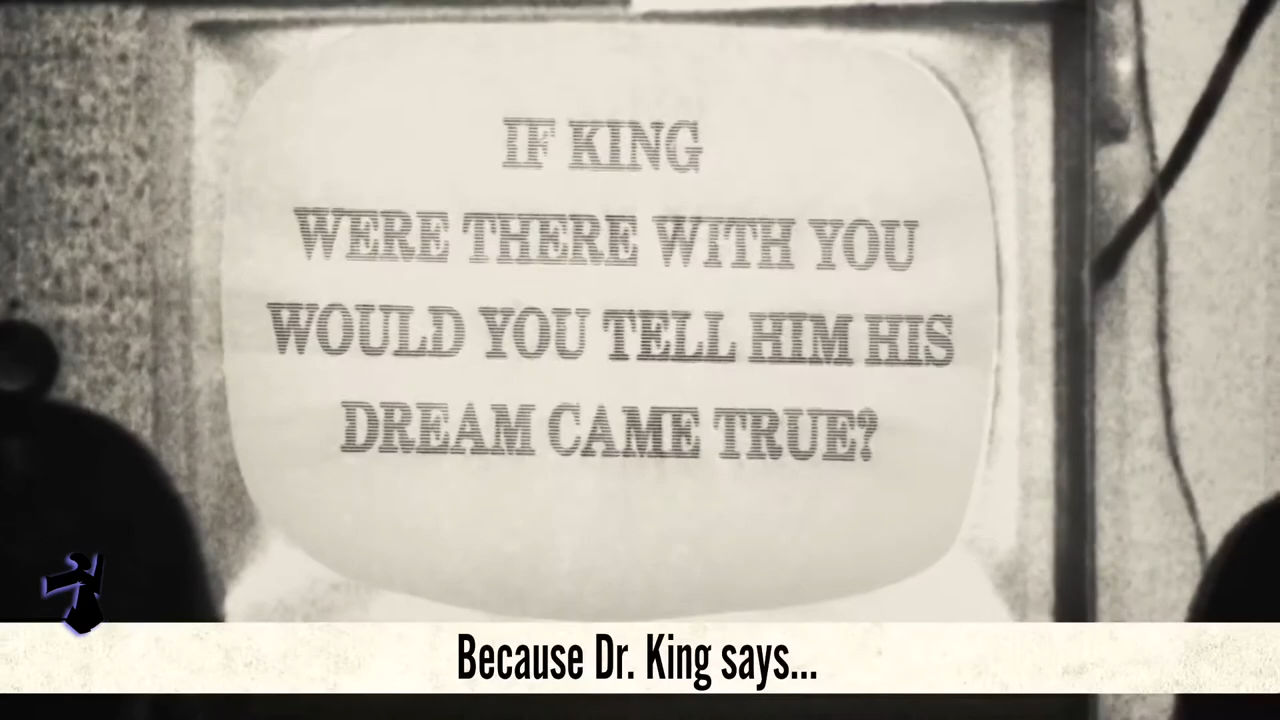 IF KING
WERE THERE WITH YOU
WOULD YOU TELL HIM HIS
DREAM CAME TRUE?
Because Dr. King says...